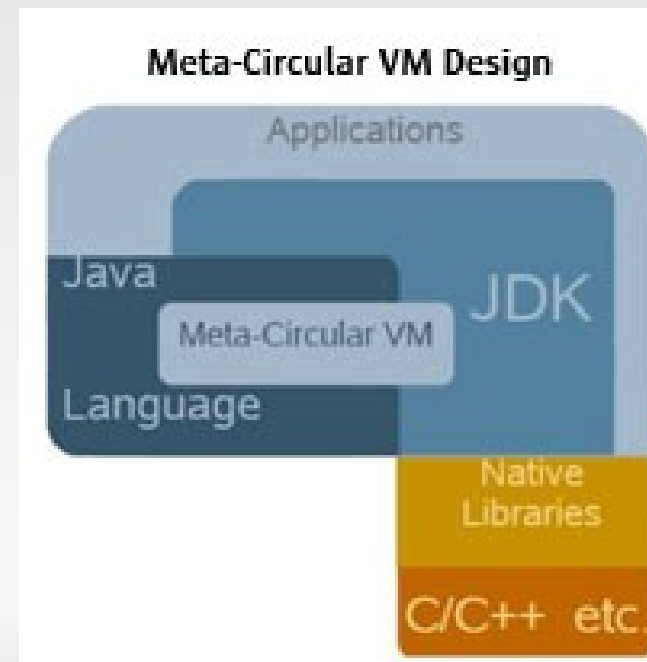 Meta-Circular VM Design
Applications
Java
JDK
Meta-Circular VM
Language
Native
Libraries
C/C++ etc.